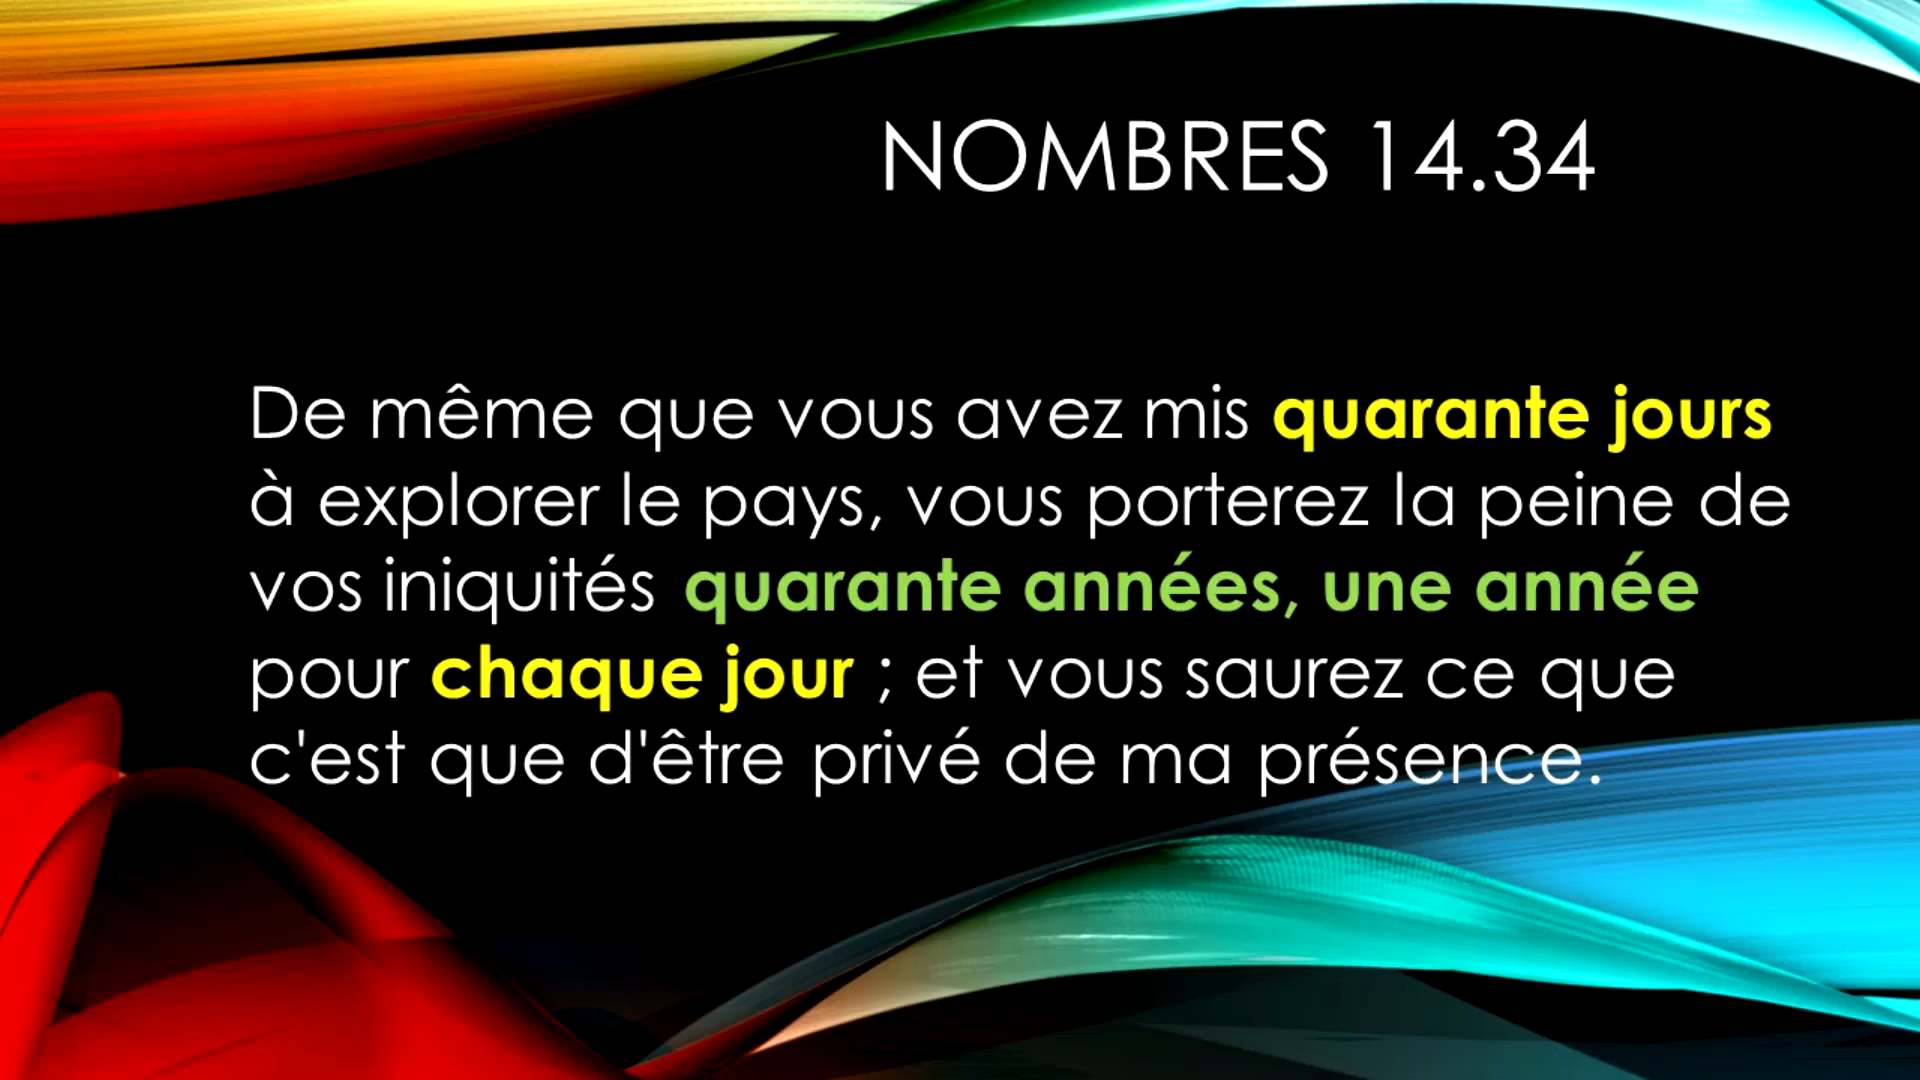 NOMBRES 14.34
De même que vous avez mis quarante jours
à explorer le pays, vous porterez la peine de
vos iniquités quarante années, une année
pour chaque jour ; et vous saurez ce que
c'est que d'être privé de ma présence.